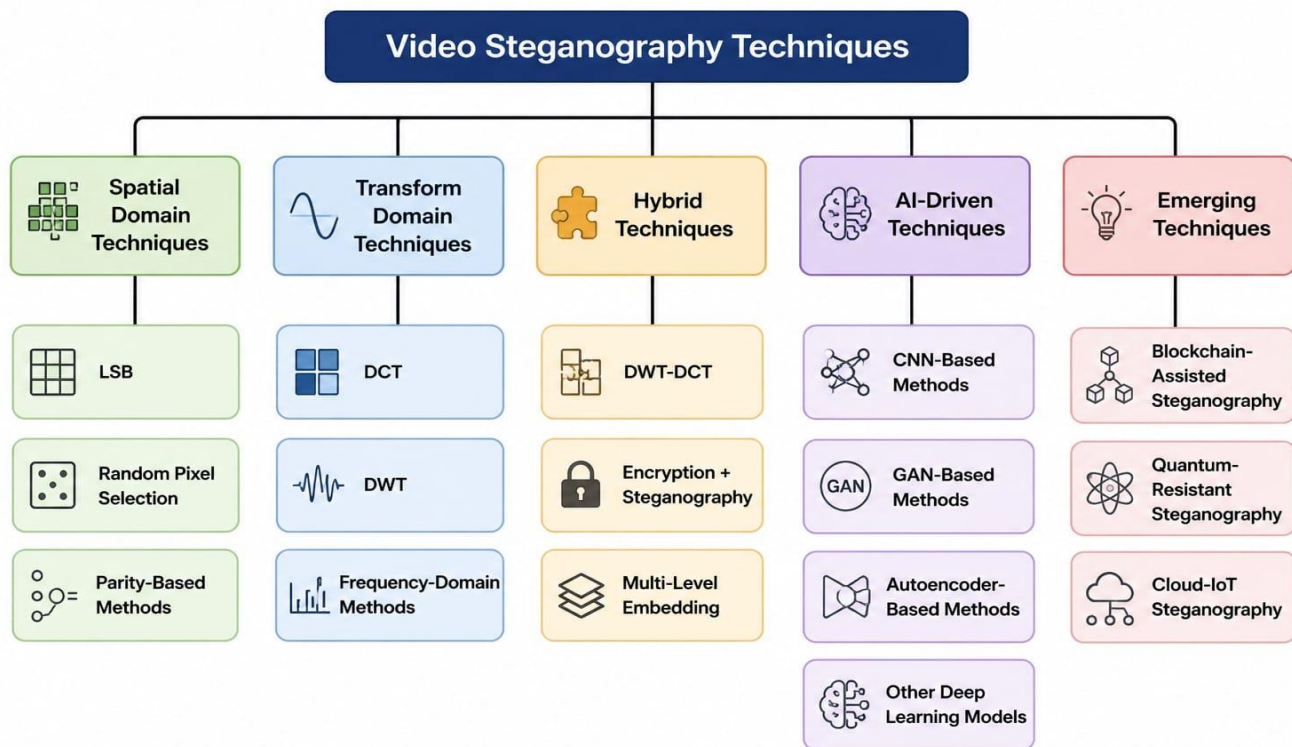 Video Steganography Techniques
Spatial
Domain
Techniques
LSB
Random Pixel
Selection
Parity-Based
Methods
Transform
Domain
Techniques
DCT
DWT
Frequency-Domain
Methods
Hybrid
Techniques
DWT-DCT
Encryption +
Steganography
Multi-Level
Embedding
AI-Driven
Techniques
CNN-Based
Methods
GAN
GAN-Based
Methods
Autoencoder-
Based Methods
Other Deep
Learning Models
Emerging
Techniques
Blockchain-
Assisted
Steganography
Quantum-
Resistant
Steganography
Cloud-IoT
Steganography